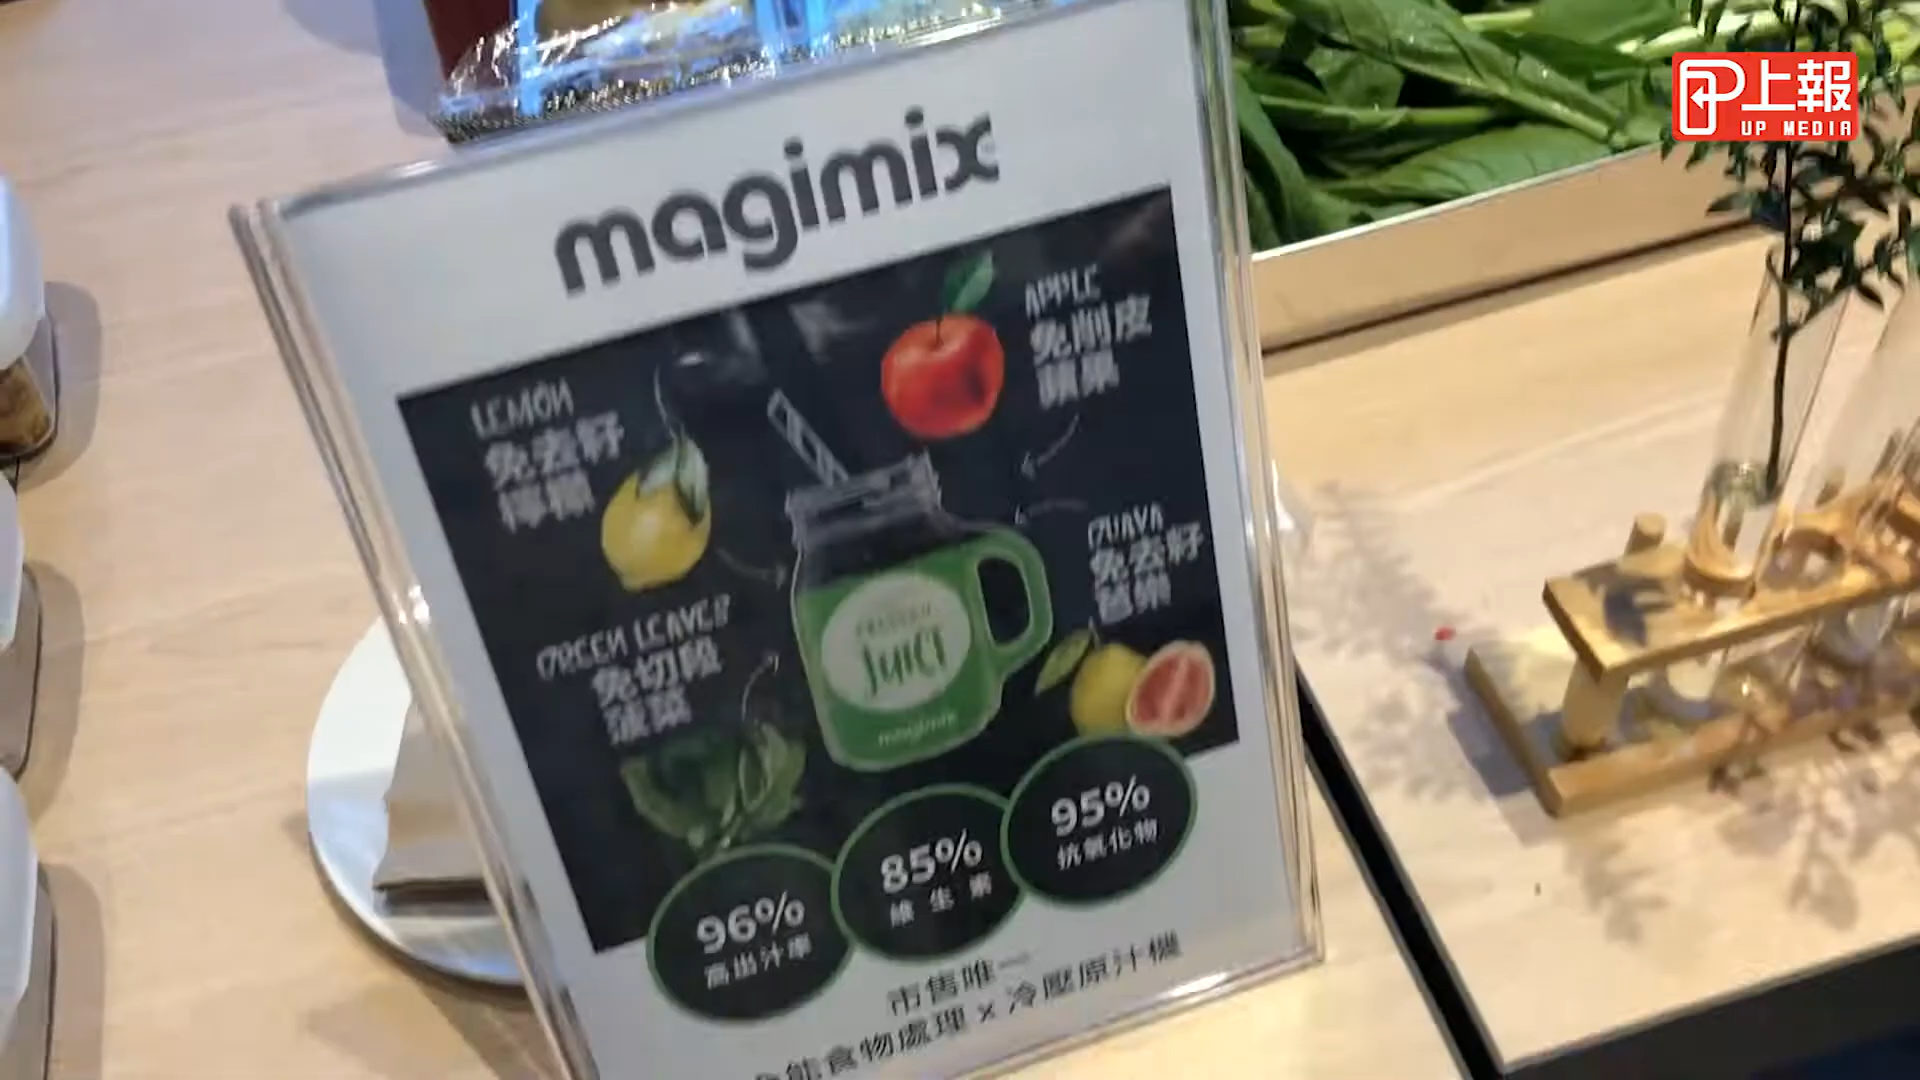 上報
UP MEDIA
magimix
LEMON
免去籽
檸檬
APPLE
免削皮
蘋果
GUAVA
免去籽
芭樂
GREEN LEAVES
免切段
菠菜
JUICE
magimix
96%
高出汁率
85%
維生素
95%
抗氧化物
市售唯一
全能食物處理 x 冷壓原汁機